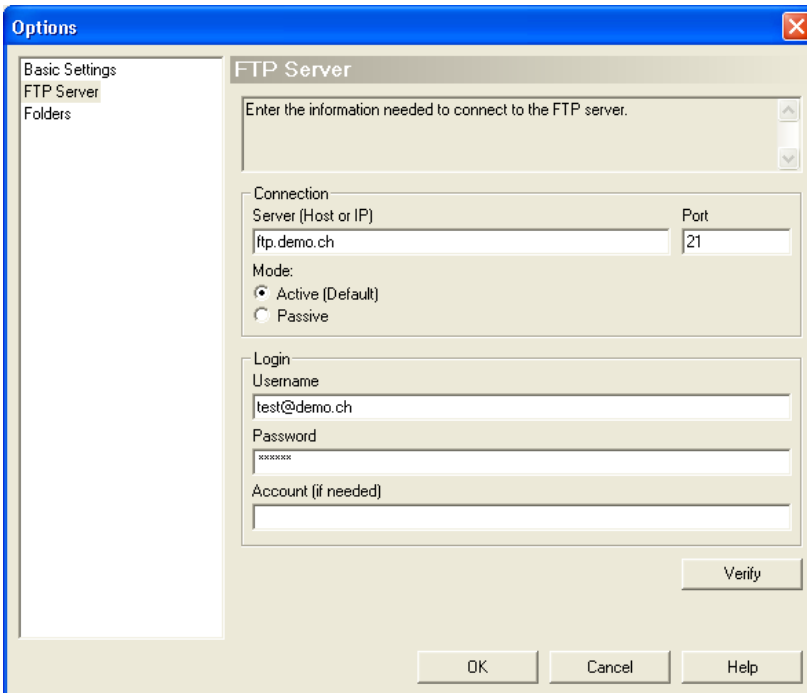 Options
Basic Settings
FTP Server
Folders
FTP Server
Enter the information needed to connect to the FTP server.
Connection
Server (Host or IP)
Port
ftp.demo.ch
21
Mode:
Active (Default)
Passive
Login
Username
test@demo.ch
Password
******
Account (if needed)
Verify
OK
Cancel
Help